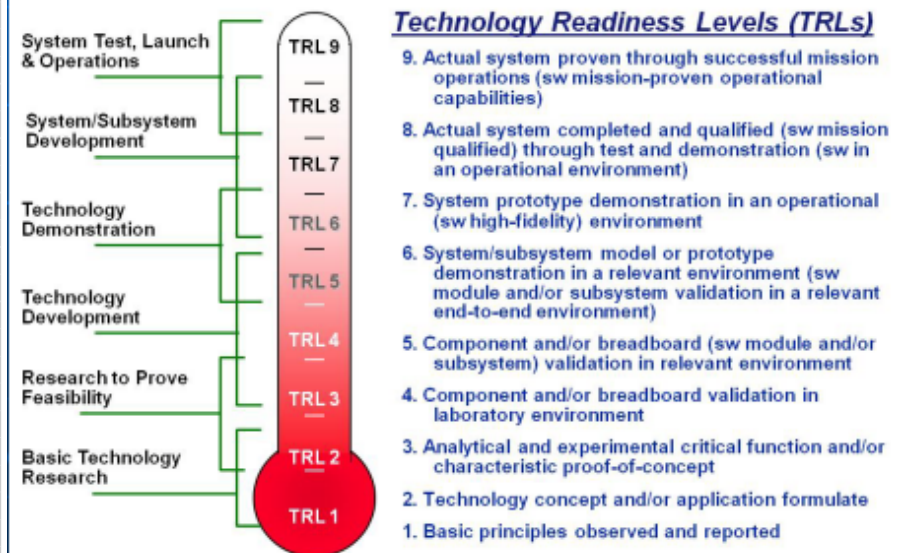 Technology Readiness Levels (TRLs)
System Test, Launch
& Operations
System/Subsystem
Development
Technology
Demonstration
Technology
Development
Research to Prove
Feasibility
Basic Technology
Research
TRL 9
TRL 8
TRL 7
TRL 6
TRL 5
TRL 4
TRL 3
TRL 2
TRL 1
9. Actual system proven through successful mission
operations (sw mission-proven operational
capabilities)
8. Actual system completed and qualified (sw mission
qualified) through test and demonstration (sw in
an operational environment)
7. System prototype demonstration in an operational
(sw high-fidelity) environment
6. System/subsystem model or prototype
demonstration in a relevant environment (sw
module and/or subsystem validation in a relevant
end-to-end environment)
5. Component and/or breadboard (sw module and/or
subsystem) validation in relevant environment
4. Component and/or breadboard validation in
laboratory environment
3. Analytical and experimental critical function and/or
characteristic proof-of-concept
2. Technology concept and/or application formulate
1. Basic principles observed and reported